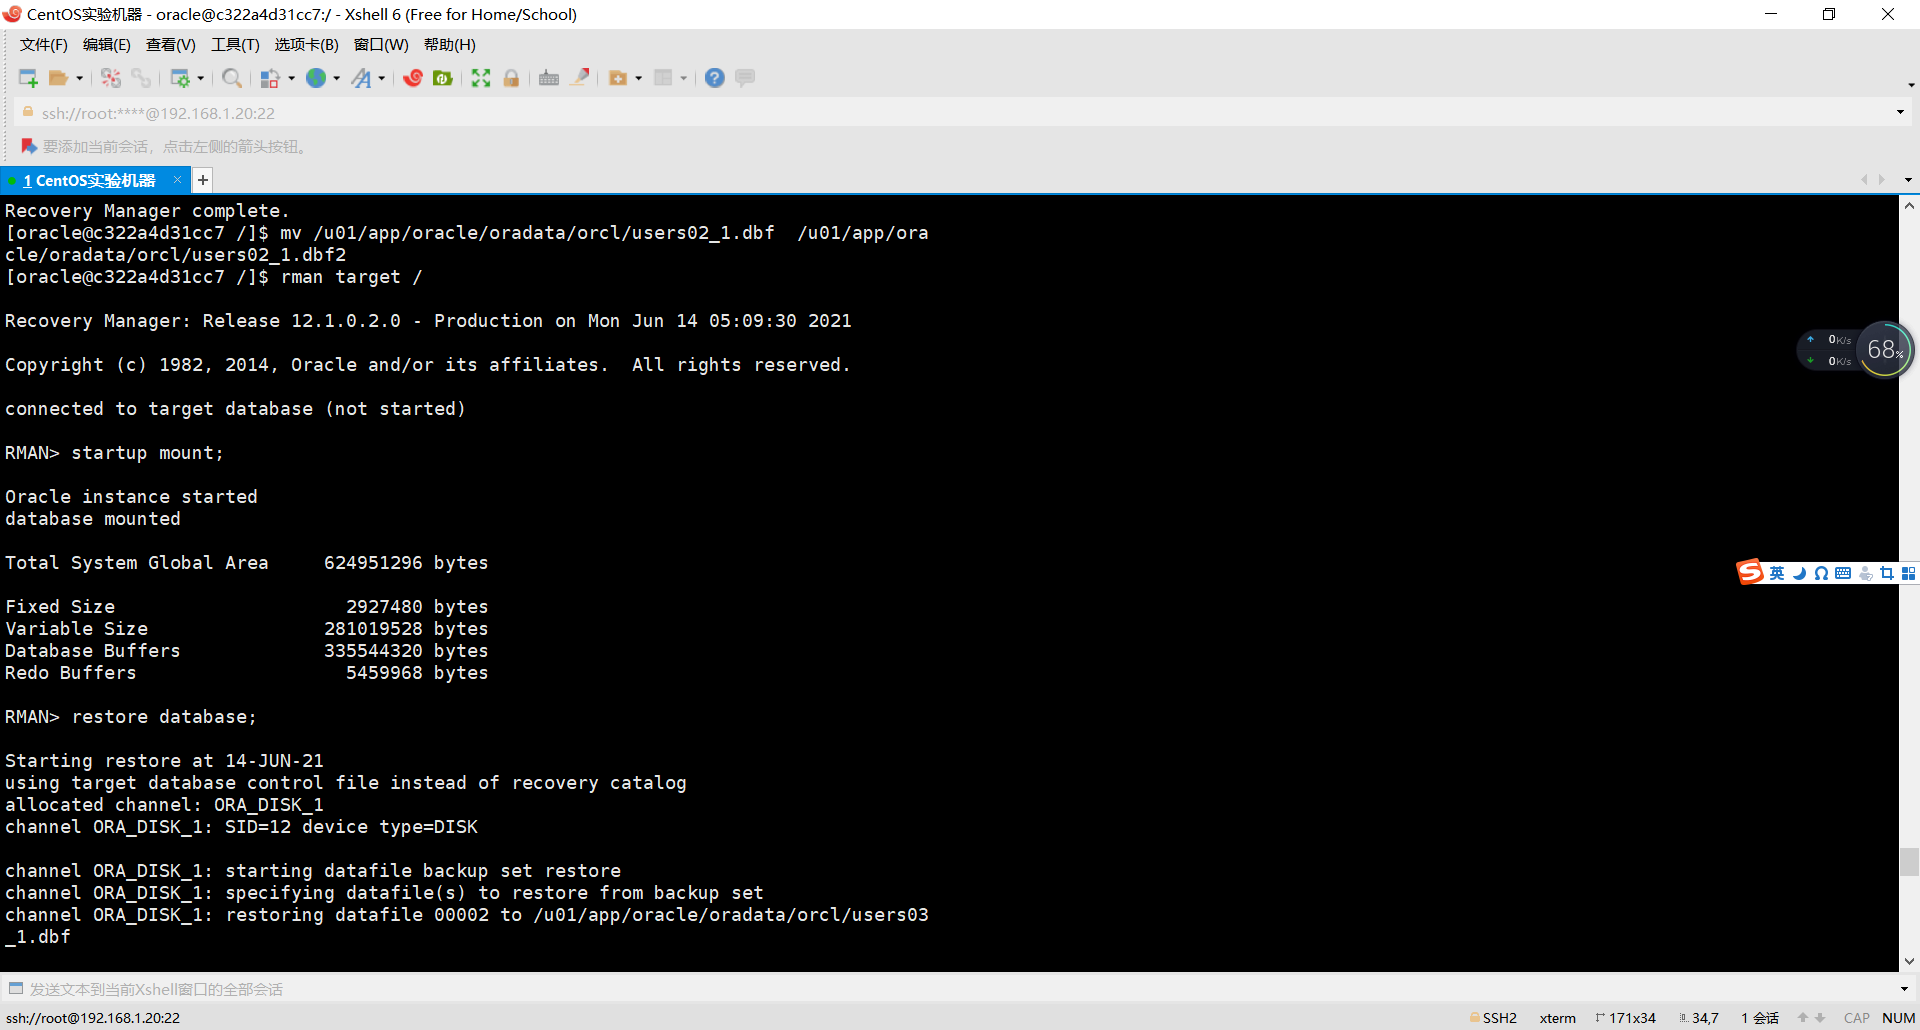 CentOS实验机器 - oracle@c322a4d31cc7:/ - Xshell 6 (Free for Home/School)
文件(F) 编辑(E) 查看(V) 工具(T) 选项卡(B) 窗口(W) 帮助(H)
ssh://root:****@192.168.1.20:22
要添加当前会话，点击左侧的箭头按钮。
1 CentOS实验机器 × +
Recovery Manager complete.
[oracle@c322a4d31cc7 /]$ mv /u01/app/oracle/oradata/orcl/users02_1.dbf  /u01/app/ora
cle/oradata/orcl/users02_1.dbf2
[oracle@c322a4d31cc7 /]$ rman target /
Recovery Manager: Release 12.1.0.2.0 - Production on Mon Jun 14 05:09:30 2021
Copyright (c) 1982, 2014, Oracle and/or its affiliates.  All rights reserved.
connected to target database (not started)
RMAN> startup mount;
Oracle instance started
database mounted
Total System Global Area     624951296 bytes
Fixed Size                     2927480 bytes
Variable Size                281019528 bytes
Database Buffers             335544320 bytes
Redo Buffers                   5459968 bytes
RMAN> restore database;
Starting restore at 14-JUN-21
using target database control file instead of recovery catalog
allocated channel: ORA_DISK_1
channel ORA_DISK_1: SID=12 device type=DISK
channel ORA_DISK_1: starting datafile backup set restore
channel ORA_DISK_1: specifying datafile(s) to restore from backup set
channel ORA_DISK_1: restoring datafile 00002 to /u01/app/oracle/oradata/orcl/users03
_1.dbf
0K/s
0K/s
68%
S 英
发送文本到当前Xshell窗口的全部会话
ssh://root@192.168.1.20:22 SSH2 xterm 171x34 34,7 1 会话 CAP NUM